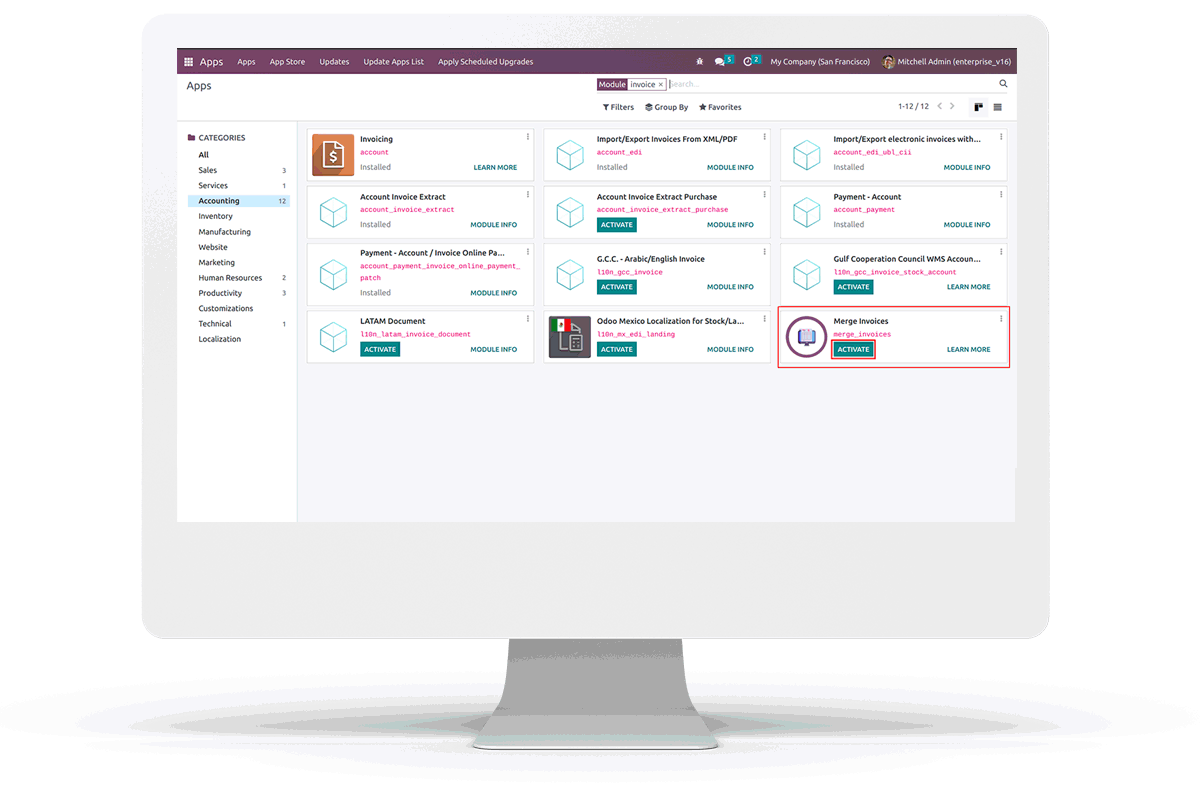 Apps Apps App Store Updates Update Apps List Apply Scheduled Upgrades 5 2 My Company (San Francisco) Mitchell Admin (enterprise_v16)
Apps
Module invoice × Search...
Filters Group By Favorites 1-12 / 12
CATEGORIES
All
Sales 3
Services 1
Accounting 12
Inventory
Manufacturing
Website
Marketing
Human Resources 2
Productivity 3
Customizations
Technical 1
Localization
Invoicing
account
Installed LEARN MORE
Import/Export Invoices From XML/PDF
account_edi
Installed MODULE INFO
Import/Export electronic invoices with...
account_edi_ubl_cii
Installed MODULE INFO
Account Invoice Extract
account_invoice_extract
Installed MODULE INFO
Account Invoice Extract Purchase
account_invoice_extract_purchase
ACTIVATE MODULE INFO
Payment - Account
account_payment
Installed MODULE INFO
Payment - Account / Invoice Online Pa...
account_payment_invoice_online_payment_
patch
Installed MODULE INFO
G.C.C. - Arabic/English Invoice
l10n_gcc_invoice
ACTIVATE MODULE INFO
Gulf Cooperation Council WMS Accoun...
l10n_gcc_invoice_stock_account
ACTIVATE LEARN MORE
LATAM Document
l10n_latam_invoice_document
ACTIVATE MODULE INFO
Odoo Mexico Localization for Stock/La...
l10n_mx_edi_landing
ACTIVATE MODULE INFO
Merge Invoices
merge_invoices
ACTIVATE LEARN MORE